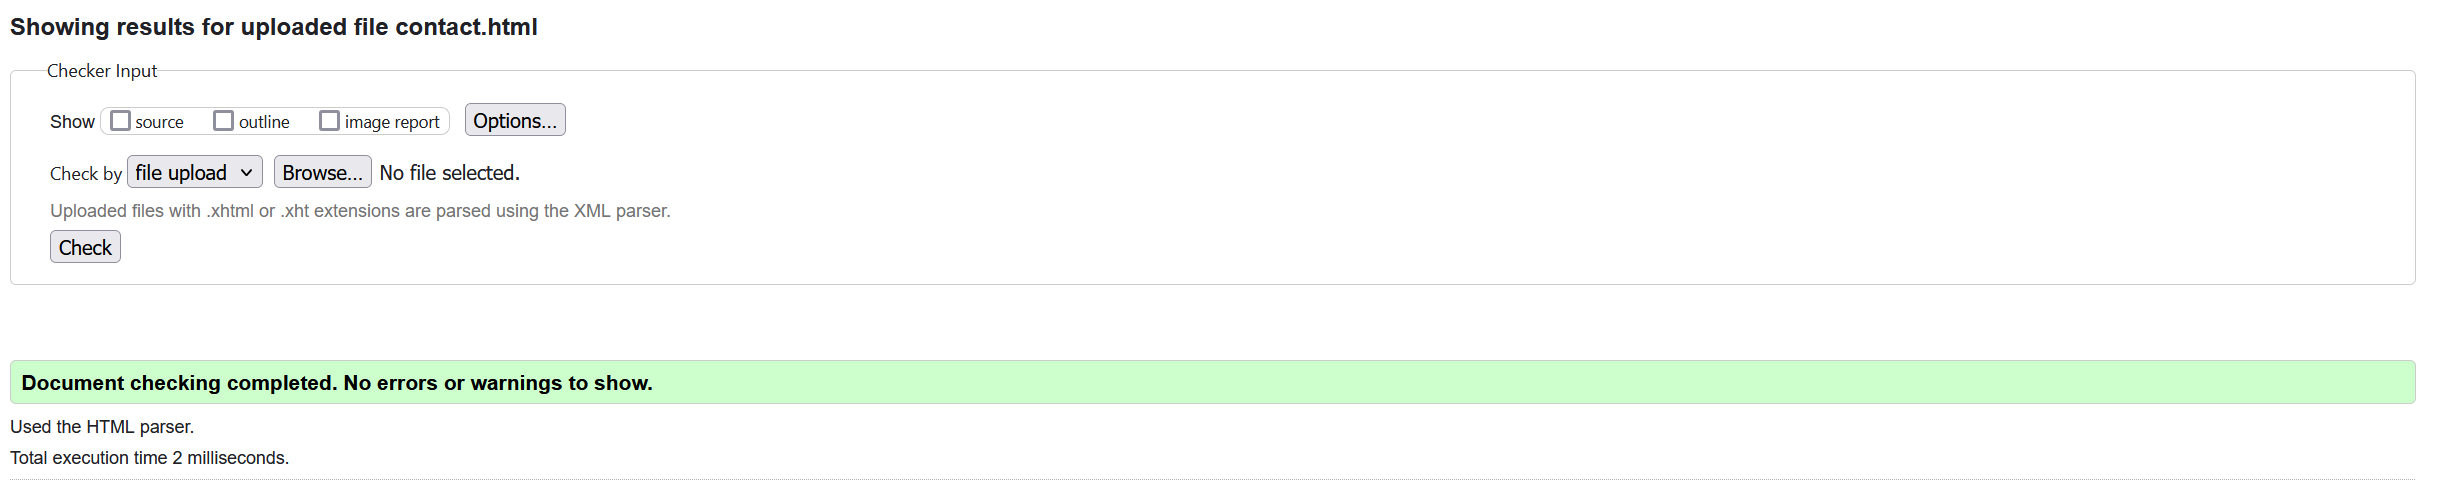 Showing results for uploaded file contact.html
Checker Input
Show source outline image report Options...
Check by file upload Browse... No file selected.
Uploaded files with .xhtml or .xht extensions are parsed using the XML parser.
Check
Document checking completed. No errors or warnings to show.
Used the HTML parser.
Total execution time 2 milliseconds.